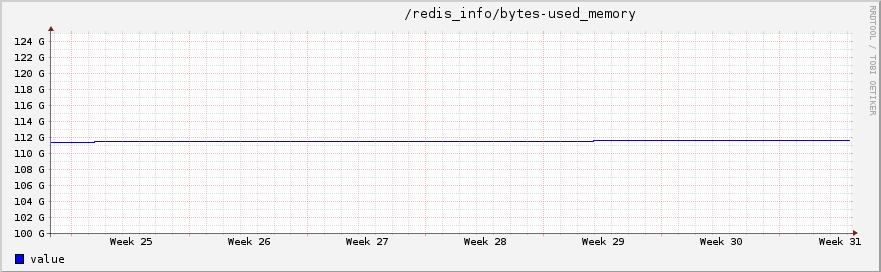 /redis_info/bytes-used_memory
RRDTOOL / TOBI OETIKER
124 G
122 G
120 G
118 G
116 G
114 G
112 G
110 G
108 G
106 G
104 G
102 G
100 G
Week 25 Week 26 Week 27 Week 28 Week 29 Week 30 Week 31
value